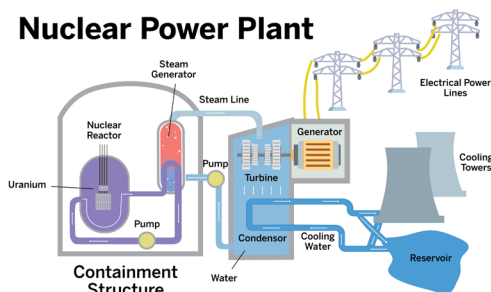 Nuclear Power Plant
Steam
Generator
Steam Line
Electrical Power
Lines
Nuclear
Reactor
Generator
Uranium
Pump
Turbine
Cooling
Towers
Pump
Condensor
Cooling
Water
Reservoir
Water
Containment
Structure